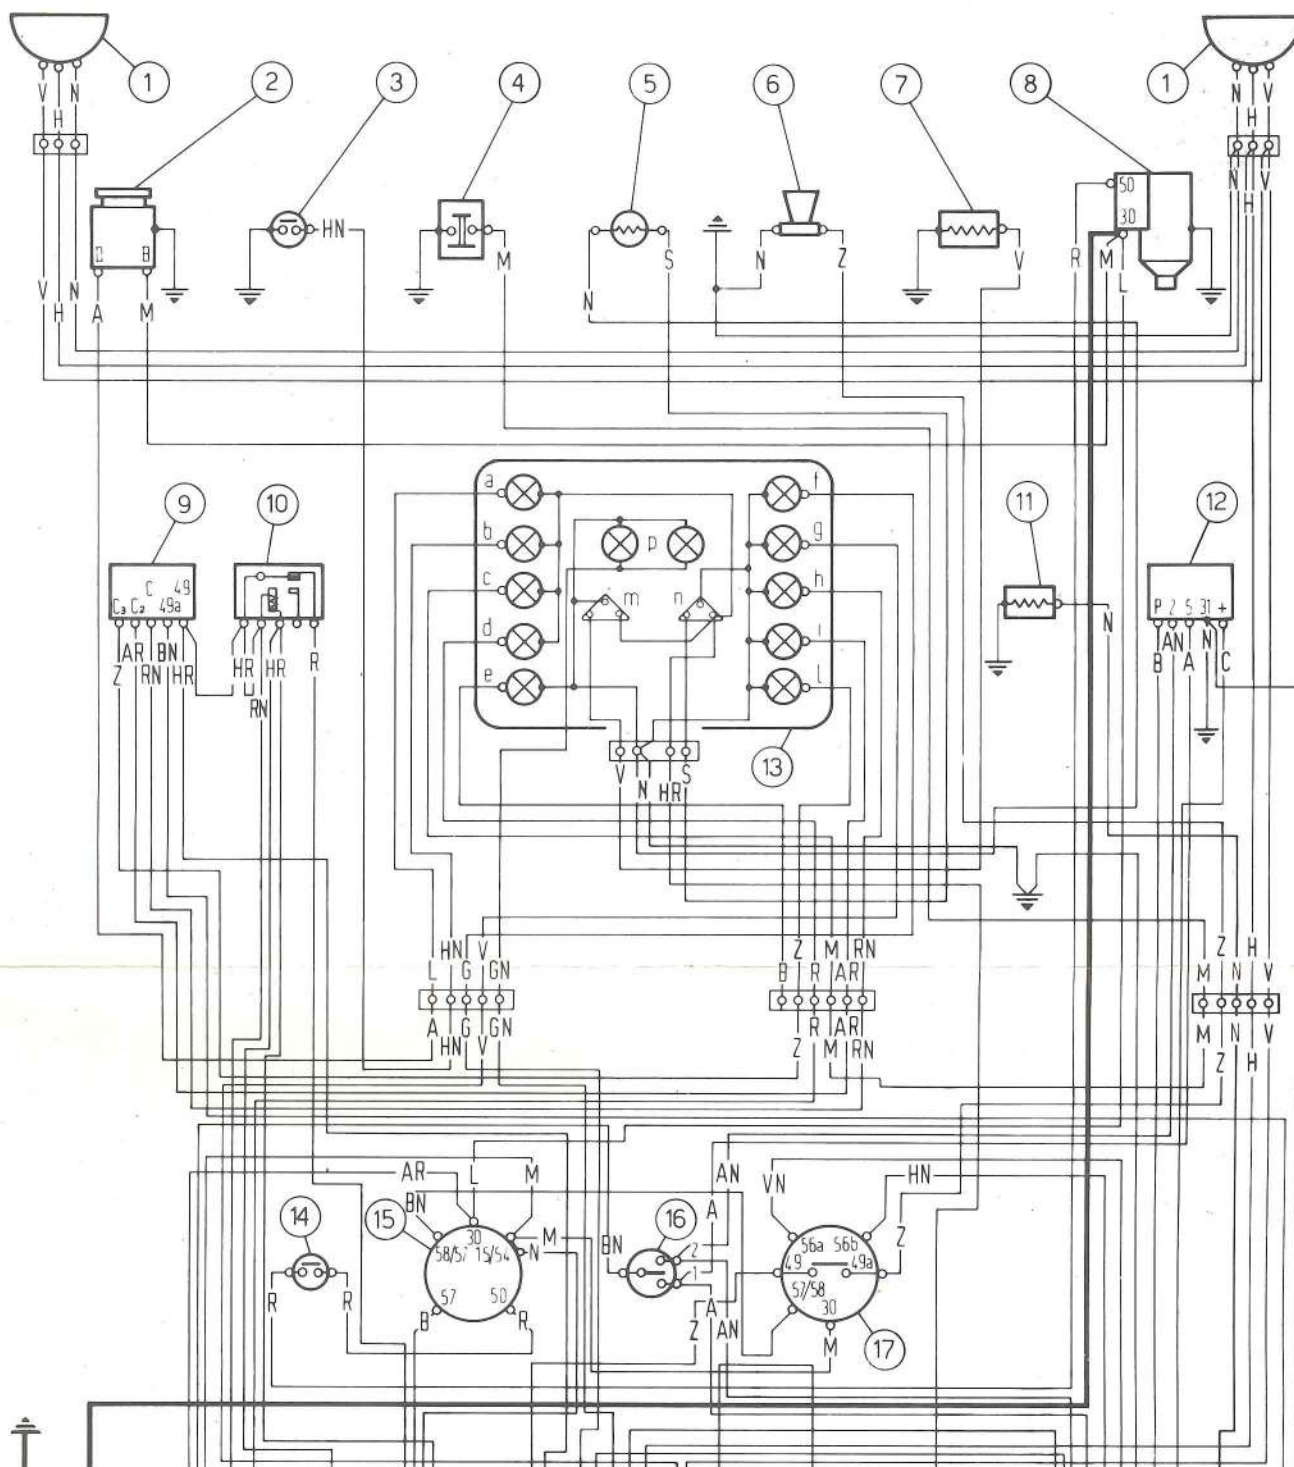 1 2 3 4 5 6 7 8 1
V H N
N H V
HN
M
N
S
N
Z
V
50
30
R M L
N H V
D B
V H N A M
9 10 11 12 13
C 49
C3 C2 49a
Z AR RN BN HR
HR RN HR R
a b c d e
f g h i l
p
m n
V N HR S
N
P 2 5 31 +
B AN A N C
L HN G V GN
A HN G V GN
B Z R M AR RN
Z R M AR RN
M Z N H V
M Z N H V
AR L M
BN
14 15 16 17
30
58/57 15/54
57 50
M
N
B R
R R
BN
2
1
AN
A
A
Z AN
VN HN
Z
56a 56b
49 49a
57/58
30
M